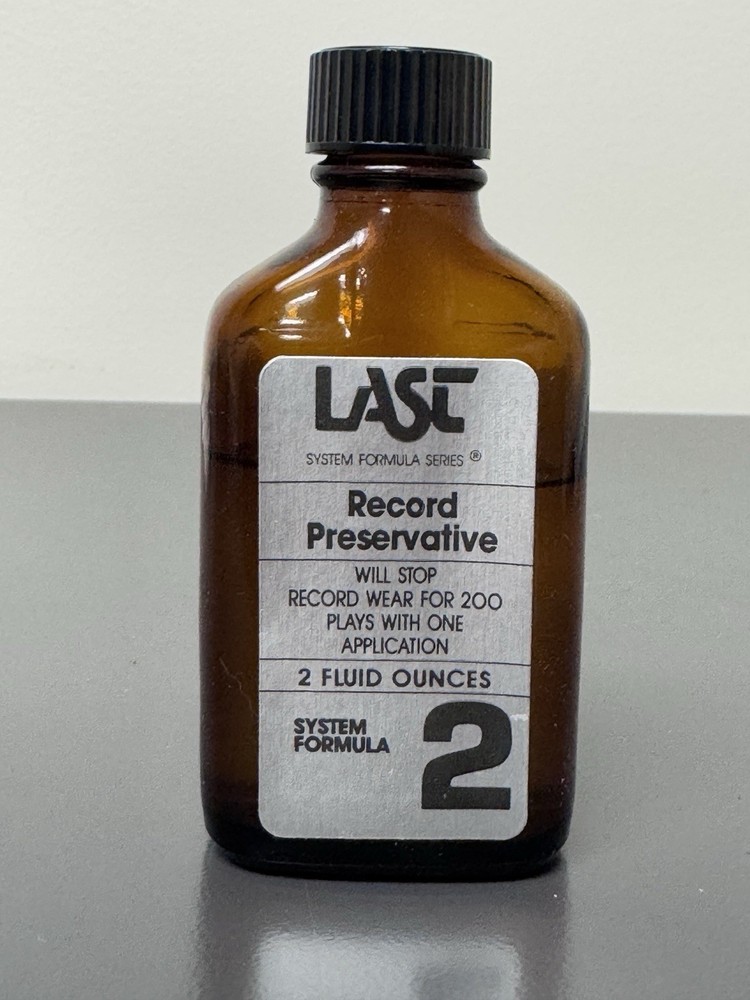 LAST
SYSTEM FORMULA SERIES ®
Record
Preservative
WILL STOP
RECORD WEAR FOR 200
PLAYS WITH ONE
APPLICATION
2 FLUID OUNCES
SYSTEM
FORMULA
2